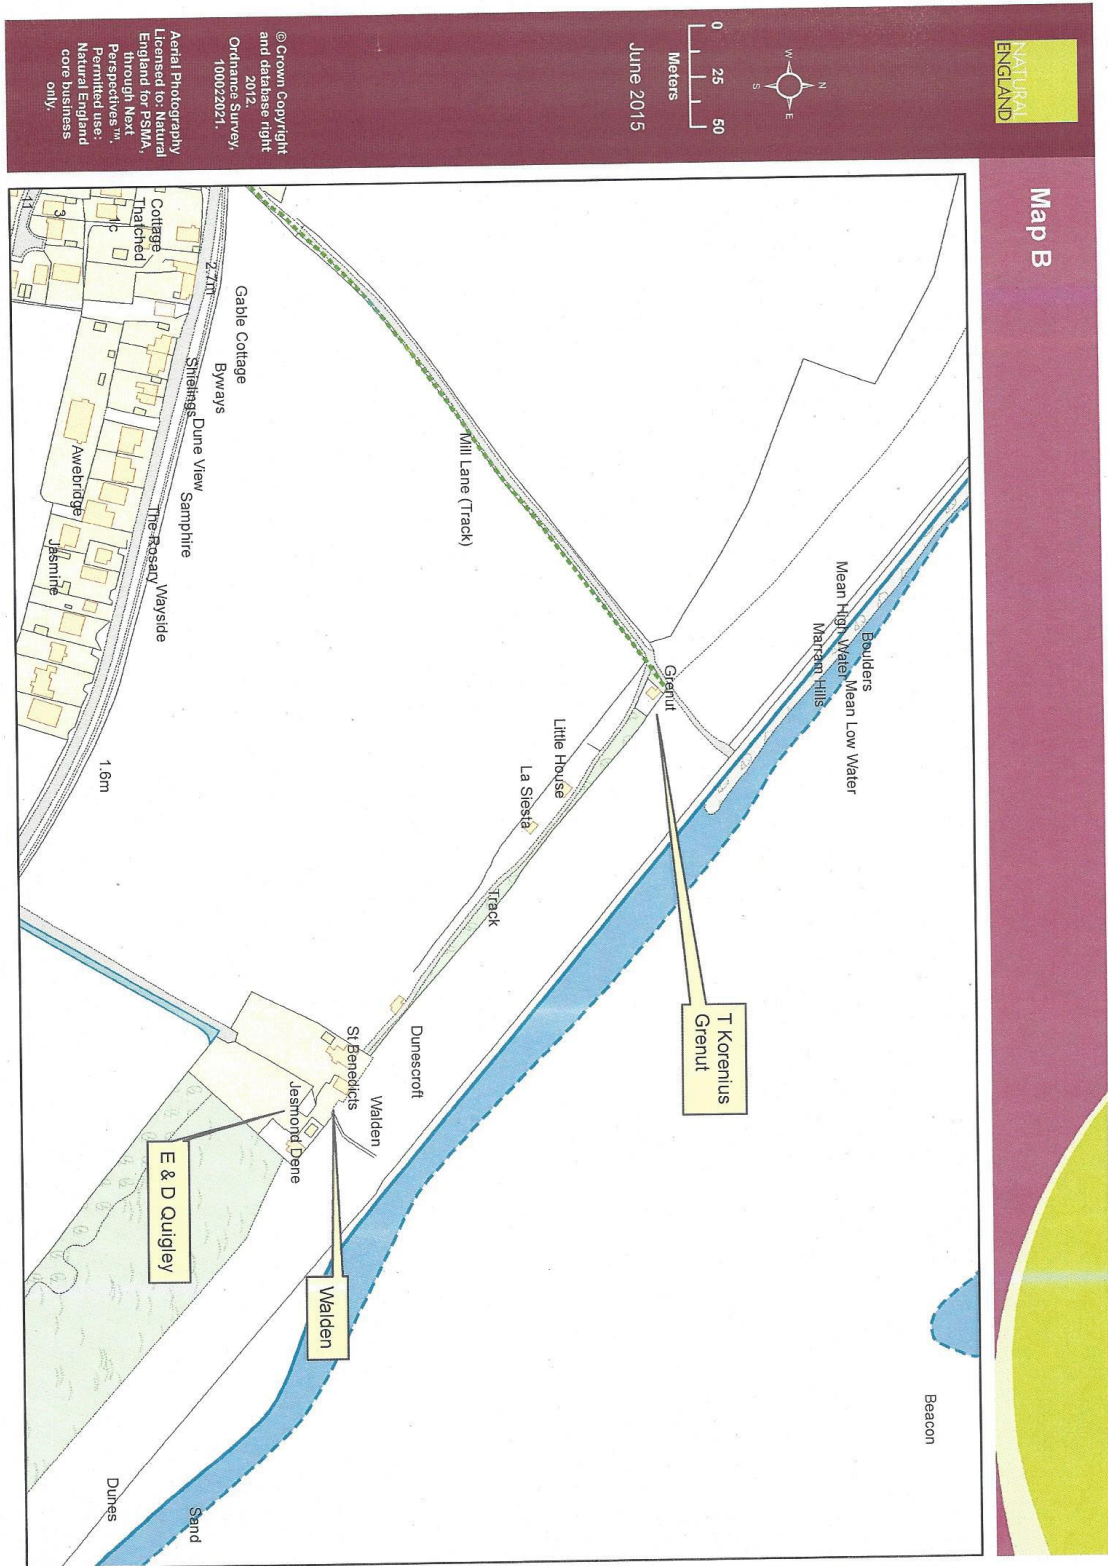 NATURAL
ENGLAND
Map B
N
E
S
W
0 25 50
Meters
June 2015
© Crown Copyright
and database right
2012.
Ordnance Survey,
100022021.
Aerial Photography
Licensed to: Natural
England for PSMA,
through Next
Perspectives ™.
Permitted use:
Natural England
core business
only.
Beacon
Boulders
Mean High Water
Mean Low Water
Marram Hills
Grenut
T Korenius
Grenut
Mill Lane (Track)
Little House
La Siesta
Track
Dunescroft
Walden
St Benedicts
Jesmond Dene
Walden
E & D Quigley
Gable Cottage
Byways
Shielings
Dune View
Samphire
The Rosary
Wayside
2.7m
Thatched
Cottage
1c
3
11
Awebridge
Jasmine
1.6m
Sand
Dunes